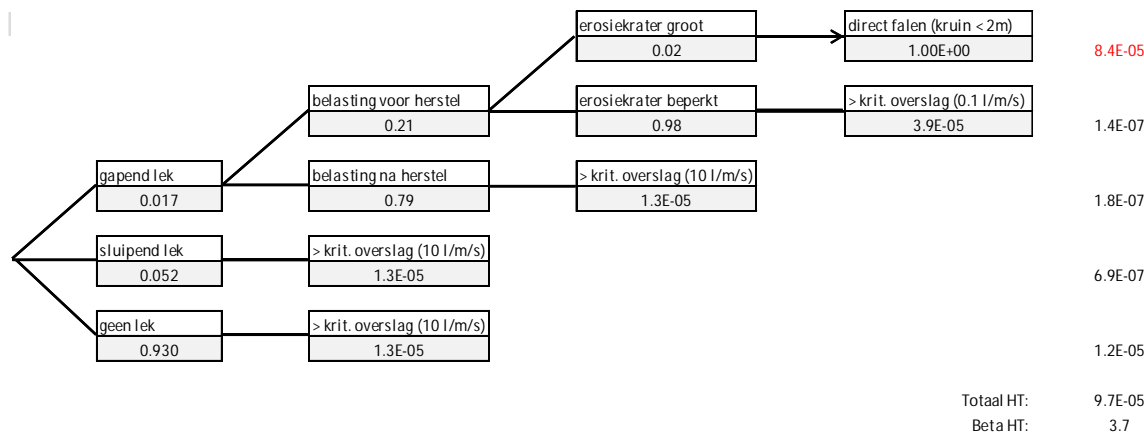 erosiekrater groot
direct falen (kruin < 2m)
0.02
1.00E+00
8.4E-05
belasting voor herstel
erosiekrater beperkt
> krit. overslag (0.1 l/m/s)
0.21
0.98
3.9E-05
1.4E-07
gapend lek
belasting na herstel
> krit. overslag (10 l/m/s)
0.017
0.79
1.3E-05
1.8E-07
sluipend lek
> krit. overslag (10 l/m/s)
0.052
1.3E-05
6.9E-07
geen lek
> krit. overslag (10 l/m/s)
0.930
1.3E-05
1.2E-05
Totaal HT: 9.7E-05
Beta HT: 3.7